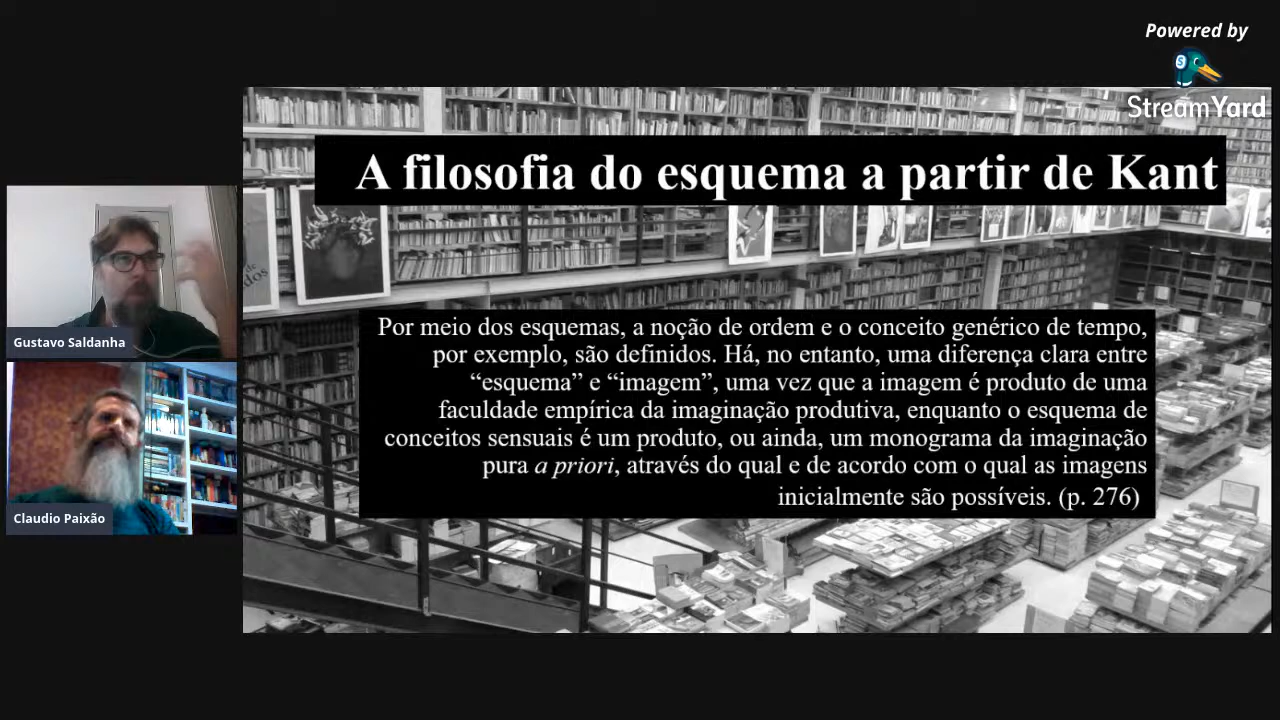 Powered by
StreamYard
A filosofia do esquema a partir de Kant
Por meio dos esquemas, a noção de ordem e o conceito genérico de tempo,
por exemplo, são definidos. Há, no entanto, uma diferença clara entre
“esquema” e “imagem”, uma vez que a imagem é produto de uma
faculdade empírica da imaginação produtiva, enquanto o esquema de
conceitos sensuais é um produto, ou ainda, um monograma da imaginação
pura a priori, através do qual e de acordo com o qual as imagens
inicialmente são possíveis. (p. 276)
Gustavo Saldanha
Claudio Paixão